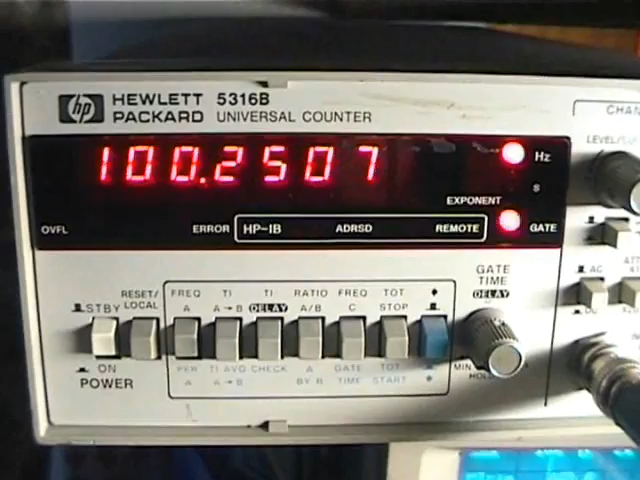 hp HEWLETT PACKARD 5316B UNIVERSAL COUNTER
CHAN
100.2507
Hz
S
EXPONENT
OVFL ERROR HP-IB ADRSD REMOTE GATE
GATE TIME
DELAY
STBY RESET/LOCAL FREQ A TI A→B TI DELAY RATIO A/B FREQ C TOT STOP
AC
ON PER A TI AVG A→B CHECK A BY B GATE TIME TOT START
POWER
MIN
HOLD